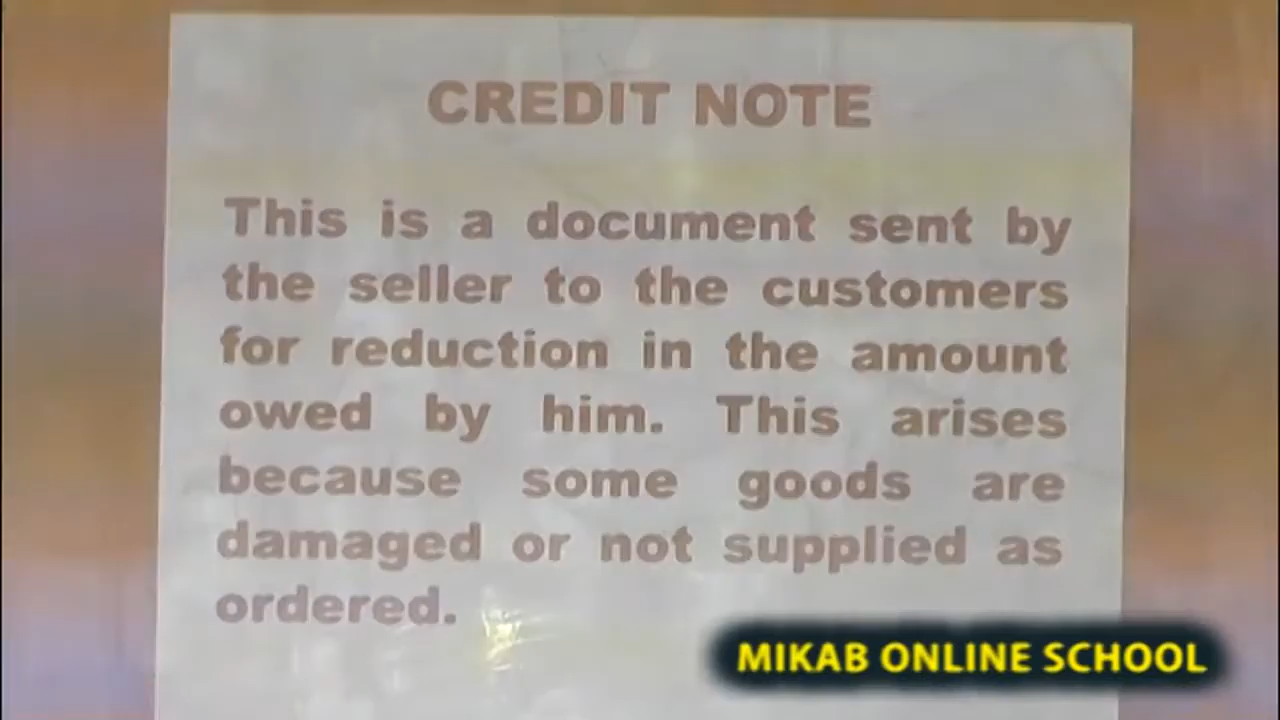 CREDIT NOTE
This is a document sent by
the seller to the customers
for reduction in the amount
owed by him. This arises
because some goods are
damaged or not supplied as
ordered.
MIKAB ONLINE SCHOOL